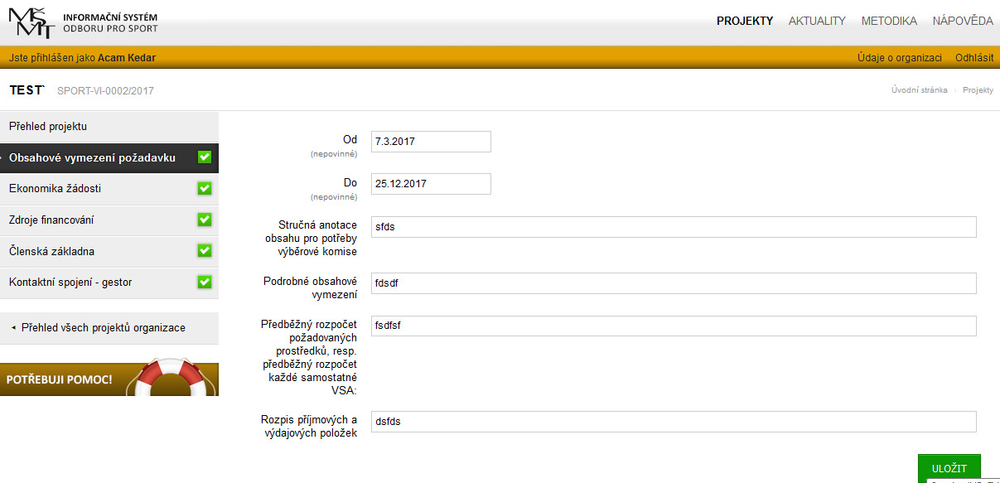 MŠMT INFORMAČNÍ SYSTÉM
ODBORU PRO SPORT
PROJEKTY AKTUALITY METODIKA NÁPOVĚDA
Jste přihlášen jako Acam Kedar
Údaje o organizaci Odhlásit
TEST` SPORT-VI-0002/2017
Úvodní stránka Projekty
Přehled projektu
Obsahové vymezení požadavku
Ekonomika žádosti
Zdroje financování
Členská základna
Kontaktní spojení - gestor
Přehled všech projektů organizace
POTŘEBUJI POMOC!
Od
(nepovinné)
7.3.2017
Do
(nepovinné)
25.12.2017
Stručná anotace
obsahu pro potřeby
výběrové komise
sfds
Podrobné obsahové
vymezení
fdsdf
Předběžný rozpočet
požadovaných
prostředků, resp.
předběžný rozpočet
každé samostatné
VSA:
fsdfsf
Rozpis příjmových a
výdajových položek
dsfds
ULOŽIT